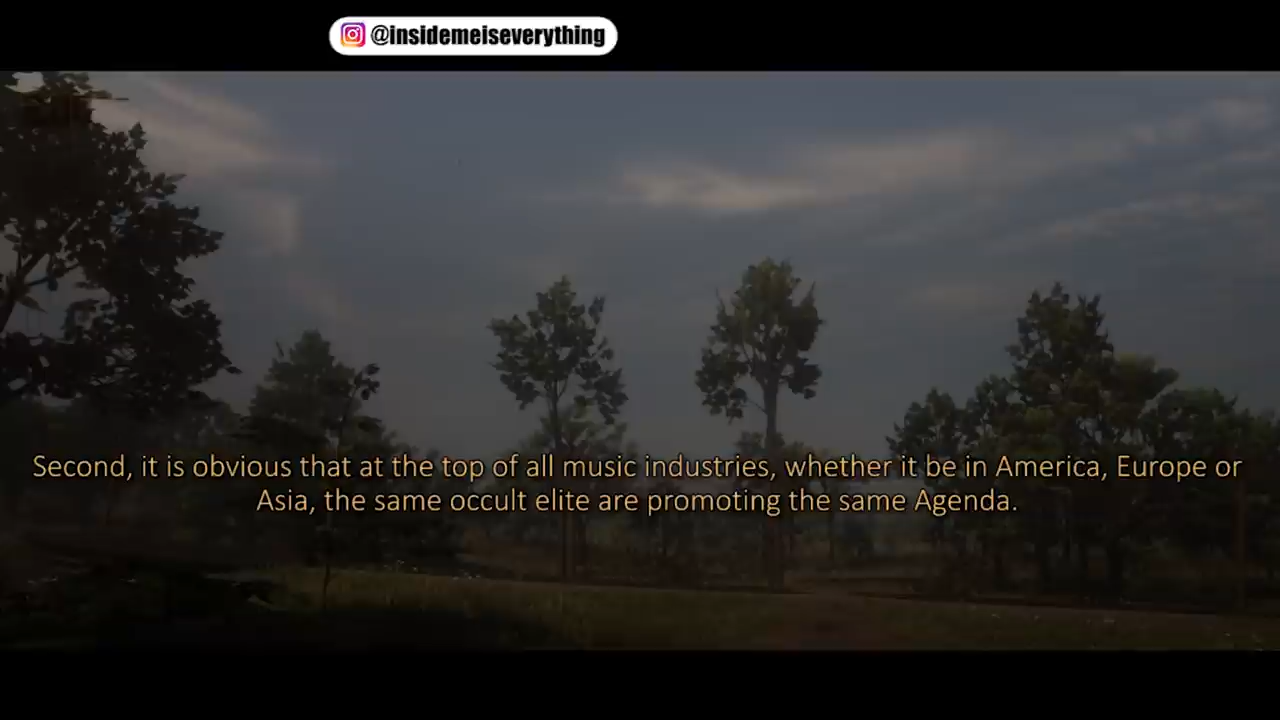 @insidemeiseverything
Second, it is obvious that at the top of all music industries, whether it be in America, Europe or
Asia, the same occult elite are promoting the same Agenda.